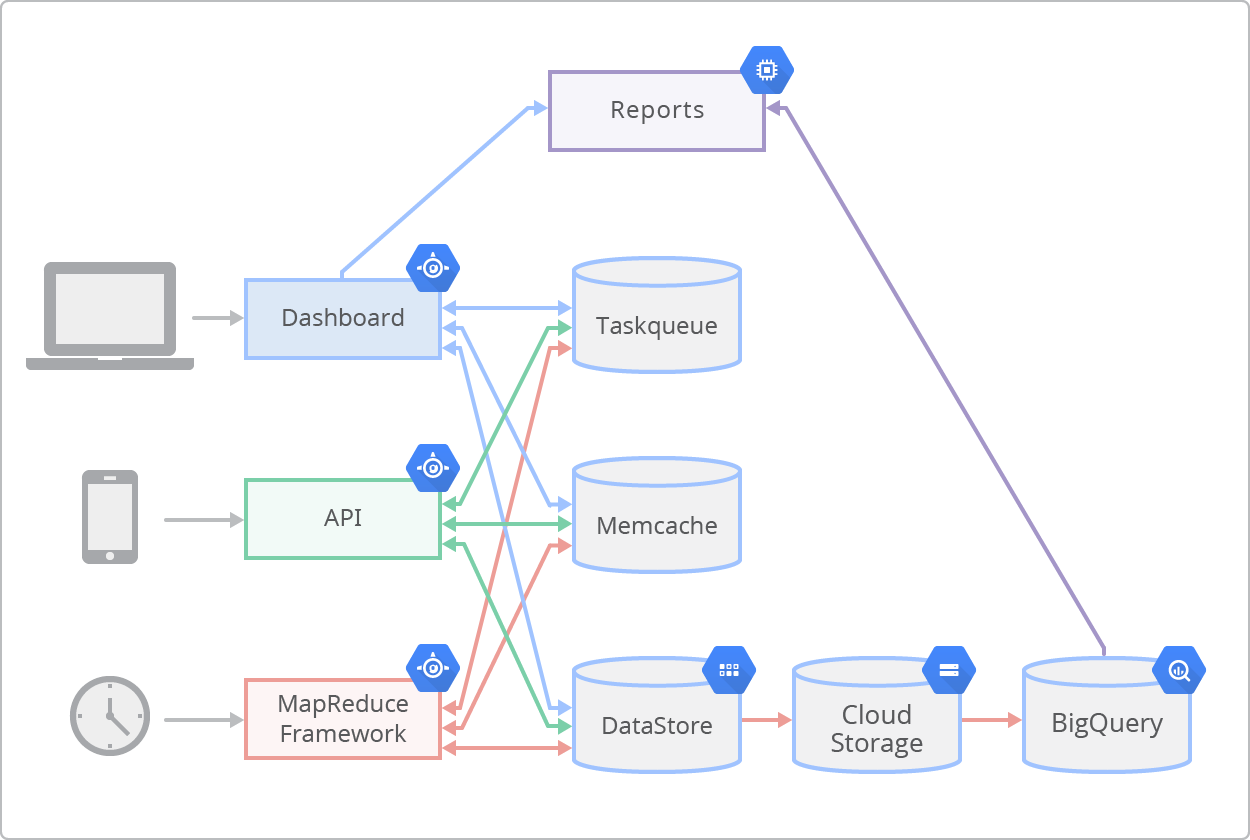 Reports
Dashboard
Taskqueue
API
Memcache
MapReduce
Framework
DataStore
Cloud
Storage
BigQuery